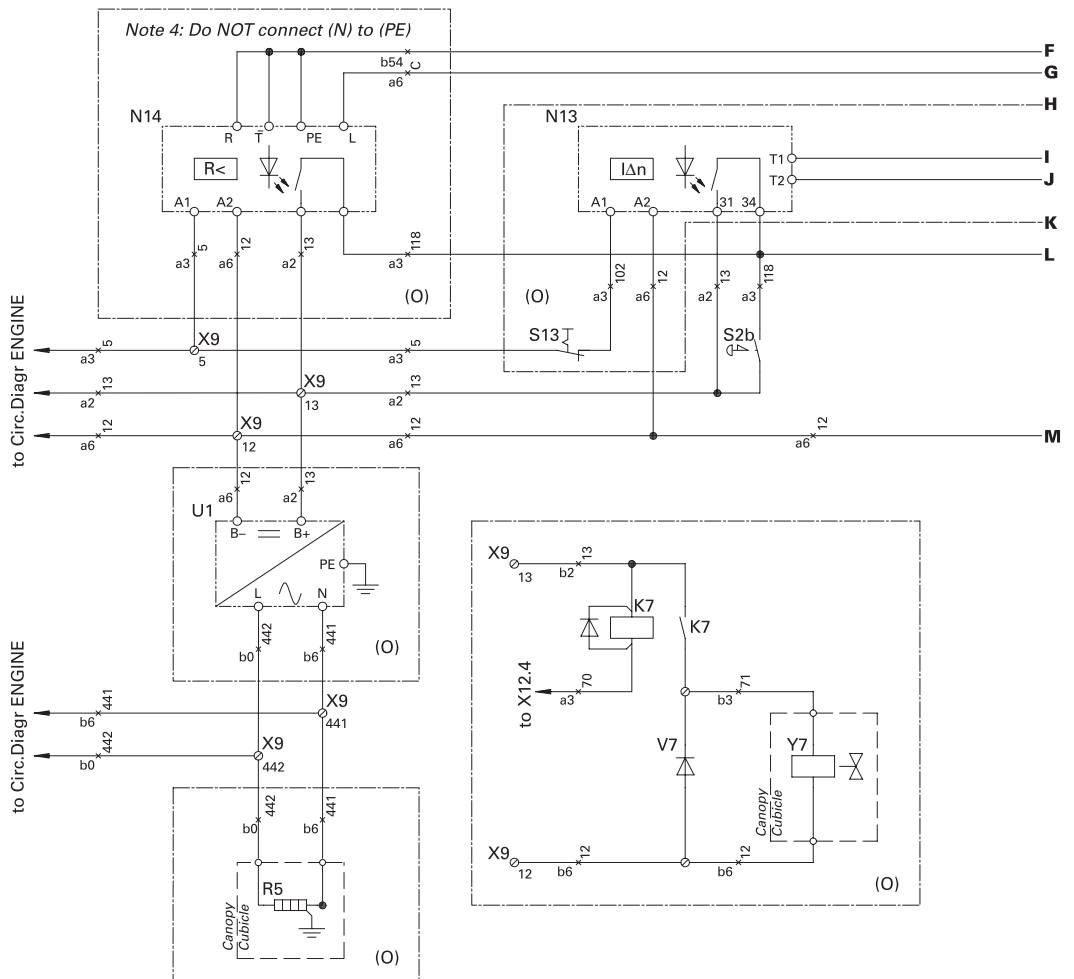 Note 4: Do NOT connect (N) to (PE)
F
b54
C
a6
G
H
N14
R T̄ PE L
R<
N13
IΔn
T1
I
T2
J
A1 A2
A1 A2 31 34
K
5 12 13 118
a3 a6 a2 a3
L
(O)
102 12 13 118
a3 a6 a2 a3
(O)
S13
S2b
to Circ.Diagr ENGINE
5
a3
X9
5
5
a3
13
a2
X9
13
13
a2
12
a6
X9
12
12
a6
12
a6
M
12 13
a6 a2
U1
B− B+
PE
L N
442 441
b0 b6
(O)
to Circ.Diagr ENGINE
441
b6
X9
441
442
b0
X9
442
442 441
b0 b6
R5
Canopy
Cubicle
(O)
X9
13
13
b2
K7
K7
to X12.4
70
a3
71
b3
V7
Y7
Canopy
Cubicle
X9
12
12
b6
12
b6
(O)